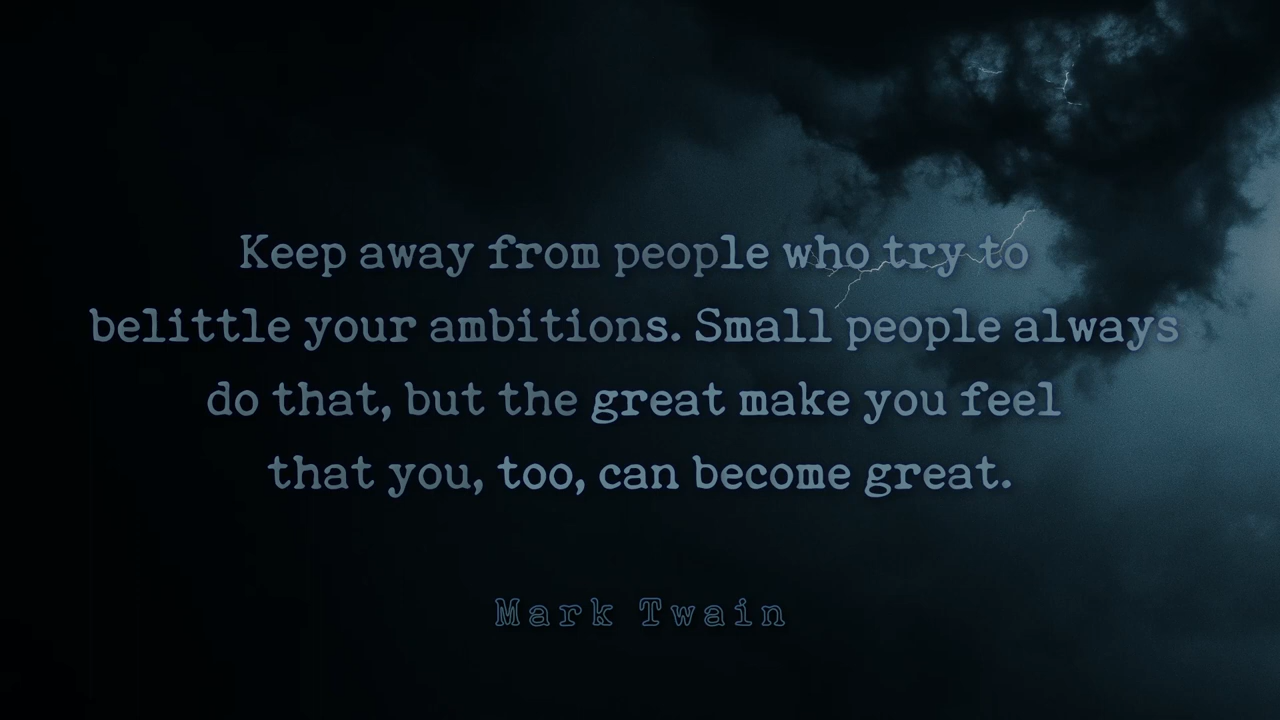 Keep away from people who try to
belittle your ambitions. Small people always
do that, but the great make you feel
that you, too, can become great.
Mark Twain